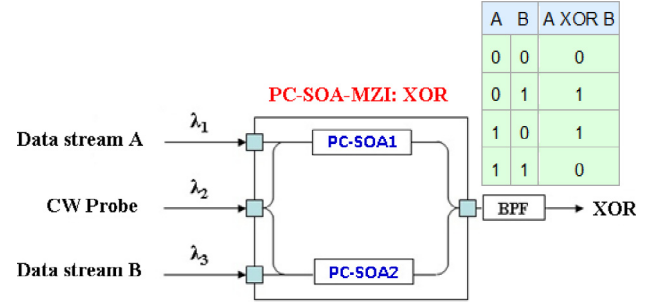 A B A XOR B
0 0 0
0 1 1
1 0 1
1 1 0
PC-SOA-MZI: XOR
Data stream A λ1 PC-SOA1
CW Probe λ2 BPF XOR
Data stream B λ3 PC-SOA2